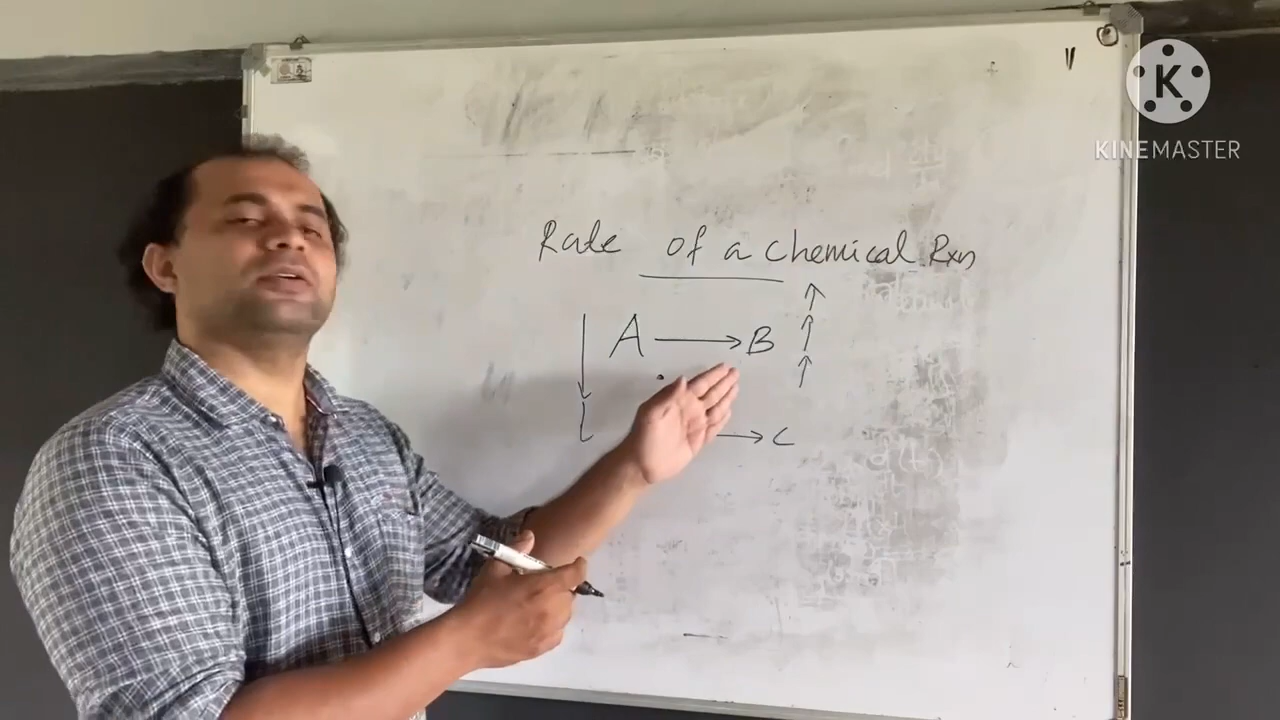 K
KINEMASTER
Rate of a chemical Rxn
A → B
→ C